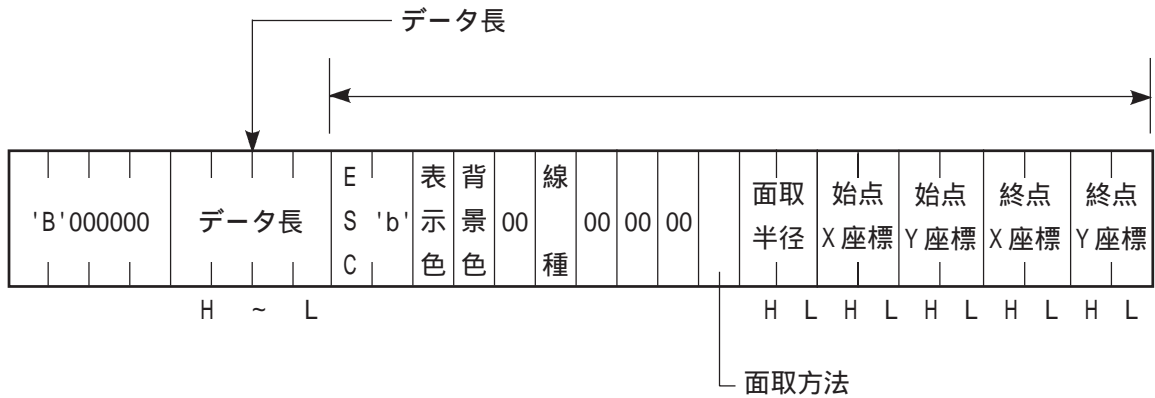 データ長
'B'000000 データ長 ESC 'b' 表示色 背景色 00 線種 00 00 00 面取半径 始点X座標 始点Y座標 終点X座標 終点Y座標
H ~ L H L H L H L H L H L
面取方法